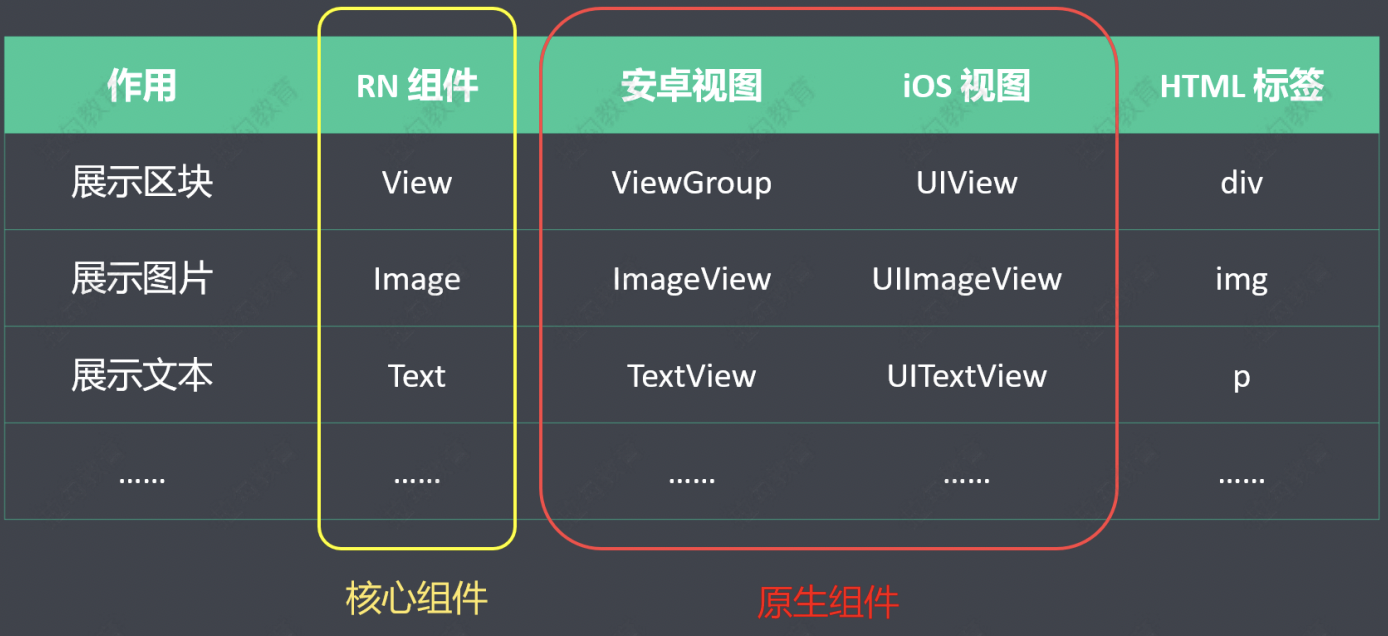 作用 RN 组件 安卓视图 iOS 视图 HTML 标签
展示区块 View ViewGroup UIView div
展示图片 Image ImageView UIImageView img
展示文本 Text TextView UITextView p
…… …… …… …… ……
核心组件 原生组件